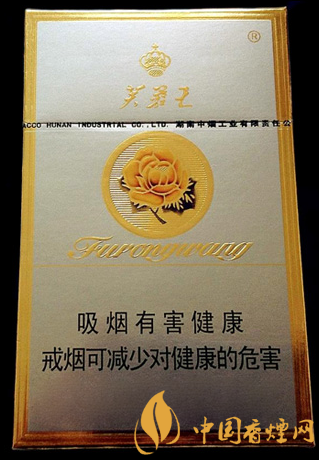 ®
芙蓉王
ACCO HUNAN INDUSTRIAL CO., LTD. 湖南中烟工业有限责任公
Furongwang
吸烟有害健康
戒烟可减少对健康的危害
中国香烟网